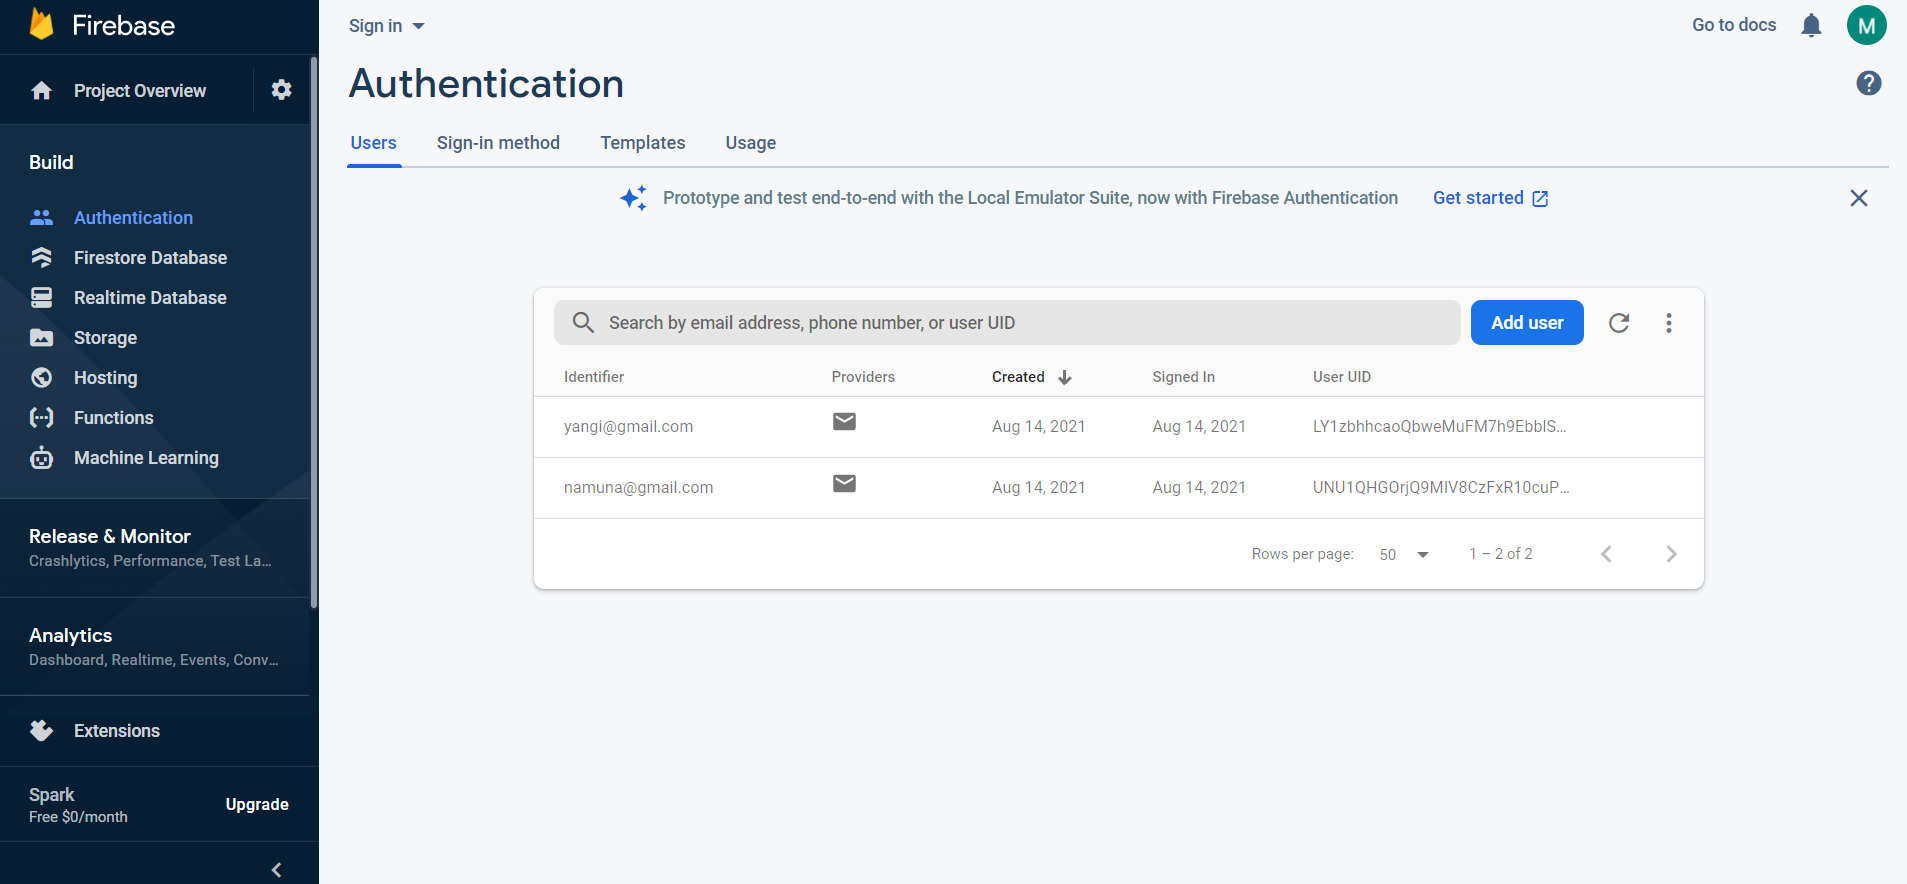 Firebase
Project Overview
Build
Authentication
Firestore Database
Realtime Database
Storage
Hosting
Functions
Machine Learning
Release & Monitor
Crashlytics, Performance, Test La...
Analytics
Dashboard, Realtime, Events, Conv...
Extensions
Spark
Free $0/month
Upgrade
Sign in
Go to docs
M
Authentication
?
Users Sign-in method Templates Usage
Prototype and test end-to-end with the Local Emulator Suite, now with Firebase Authentication Get started
Search by email address, phone number, or user UID Add user
Identifier Providers Created Signed In User UID
yangi@gmail.com Aug 14, 2021 Aug 14, 2021 LY1zbhhcaoQbweMuFM7h9EbblS...
namuna@gmail.com Aug 14, 2021 Aug 14, 2021 UNU1QHGOrjQ9MIV8CzFxR10cuP...
Rows per page: 50 1 – 2 of 2